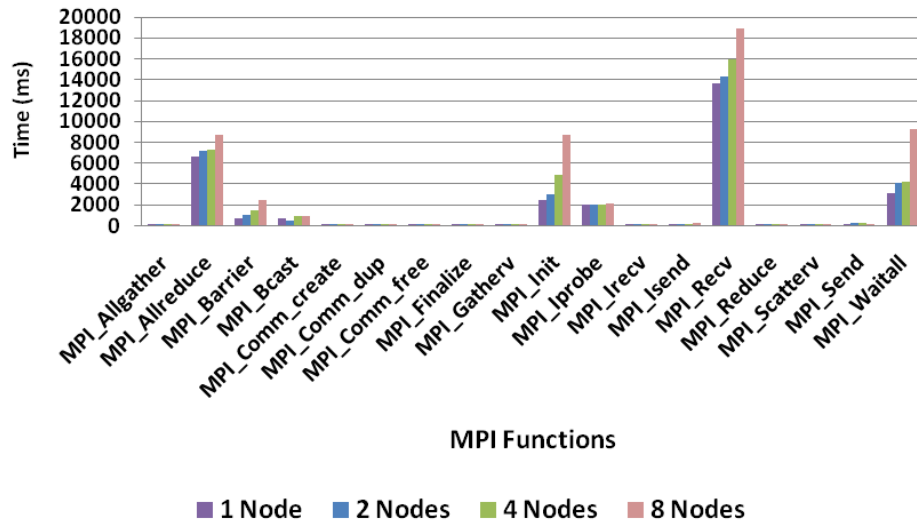 20000
18000
16000
14000
12000
10000
8000
6000
4000
2000
0
Time (ms)
MPI_Allgather
MPI_Allreduce
MPI_Barrier
MPI_Bcast
MPI_Comm_create
MPI_Comm_dup
MPI_Comm_free
MPI_Finalize
MPI_Gatherv
MPI_Init
MPI_Iprobe
MPI_Irecv
MPI_Isend
MPI_Recv
MPI_Reduce
MPI_Scatterv
MPI_Send
MPI_Waitall
MPI Functions
1 Node 2 Nodes 4 Nodes 8 Nodes